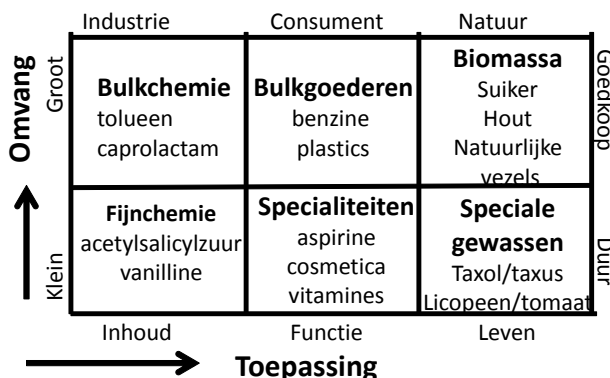 Industrie Consument Natuur
Omvang
Groot
Klein
Bulkchemie
tolueen
caprolactam
Bulkgoederen
benzine
plastics
Biomassa
Suiker
Hout
Natuurlijke
vezels
Goedkoop
Fijnchemie
acetylsalicylzuur
vanilline
Specialiteiten
aspirine
cosmetica
vitamines
Speciale
gewassen
Taxol/taxus
Licopeen/tomaat
Duur
Inhoud Functie Leven
Toepassing